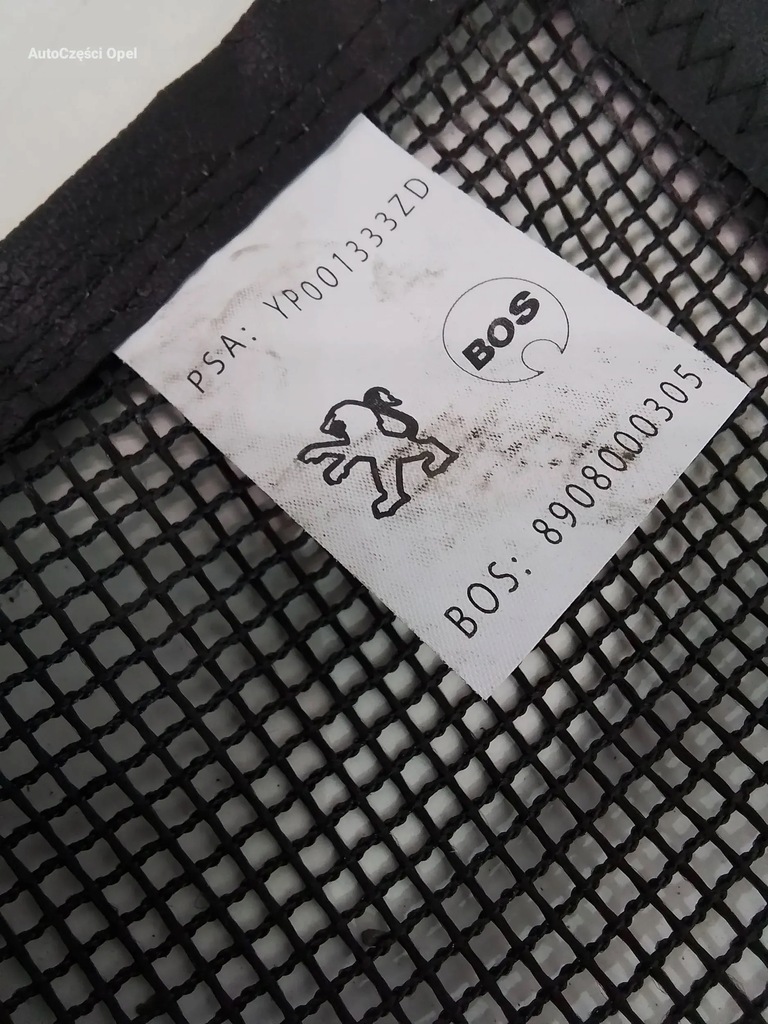 AutoCzęści Opel
PSA: YP001333ZD
BOS
BOS: 8908000305